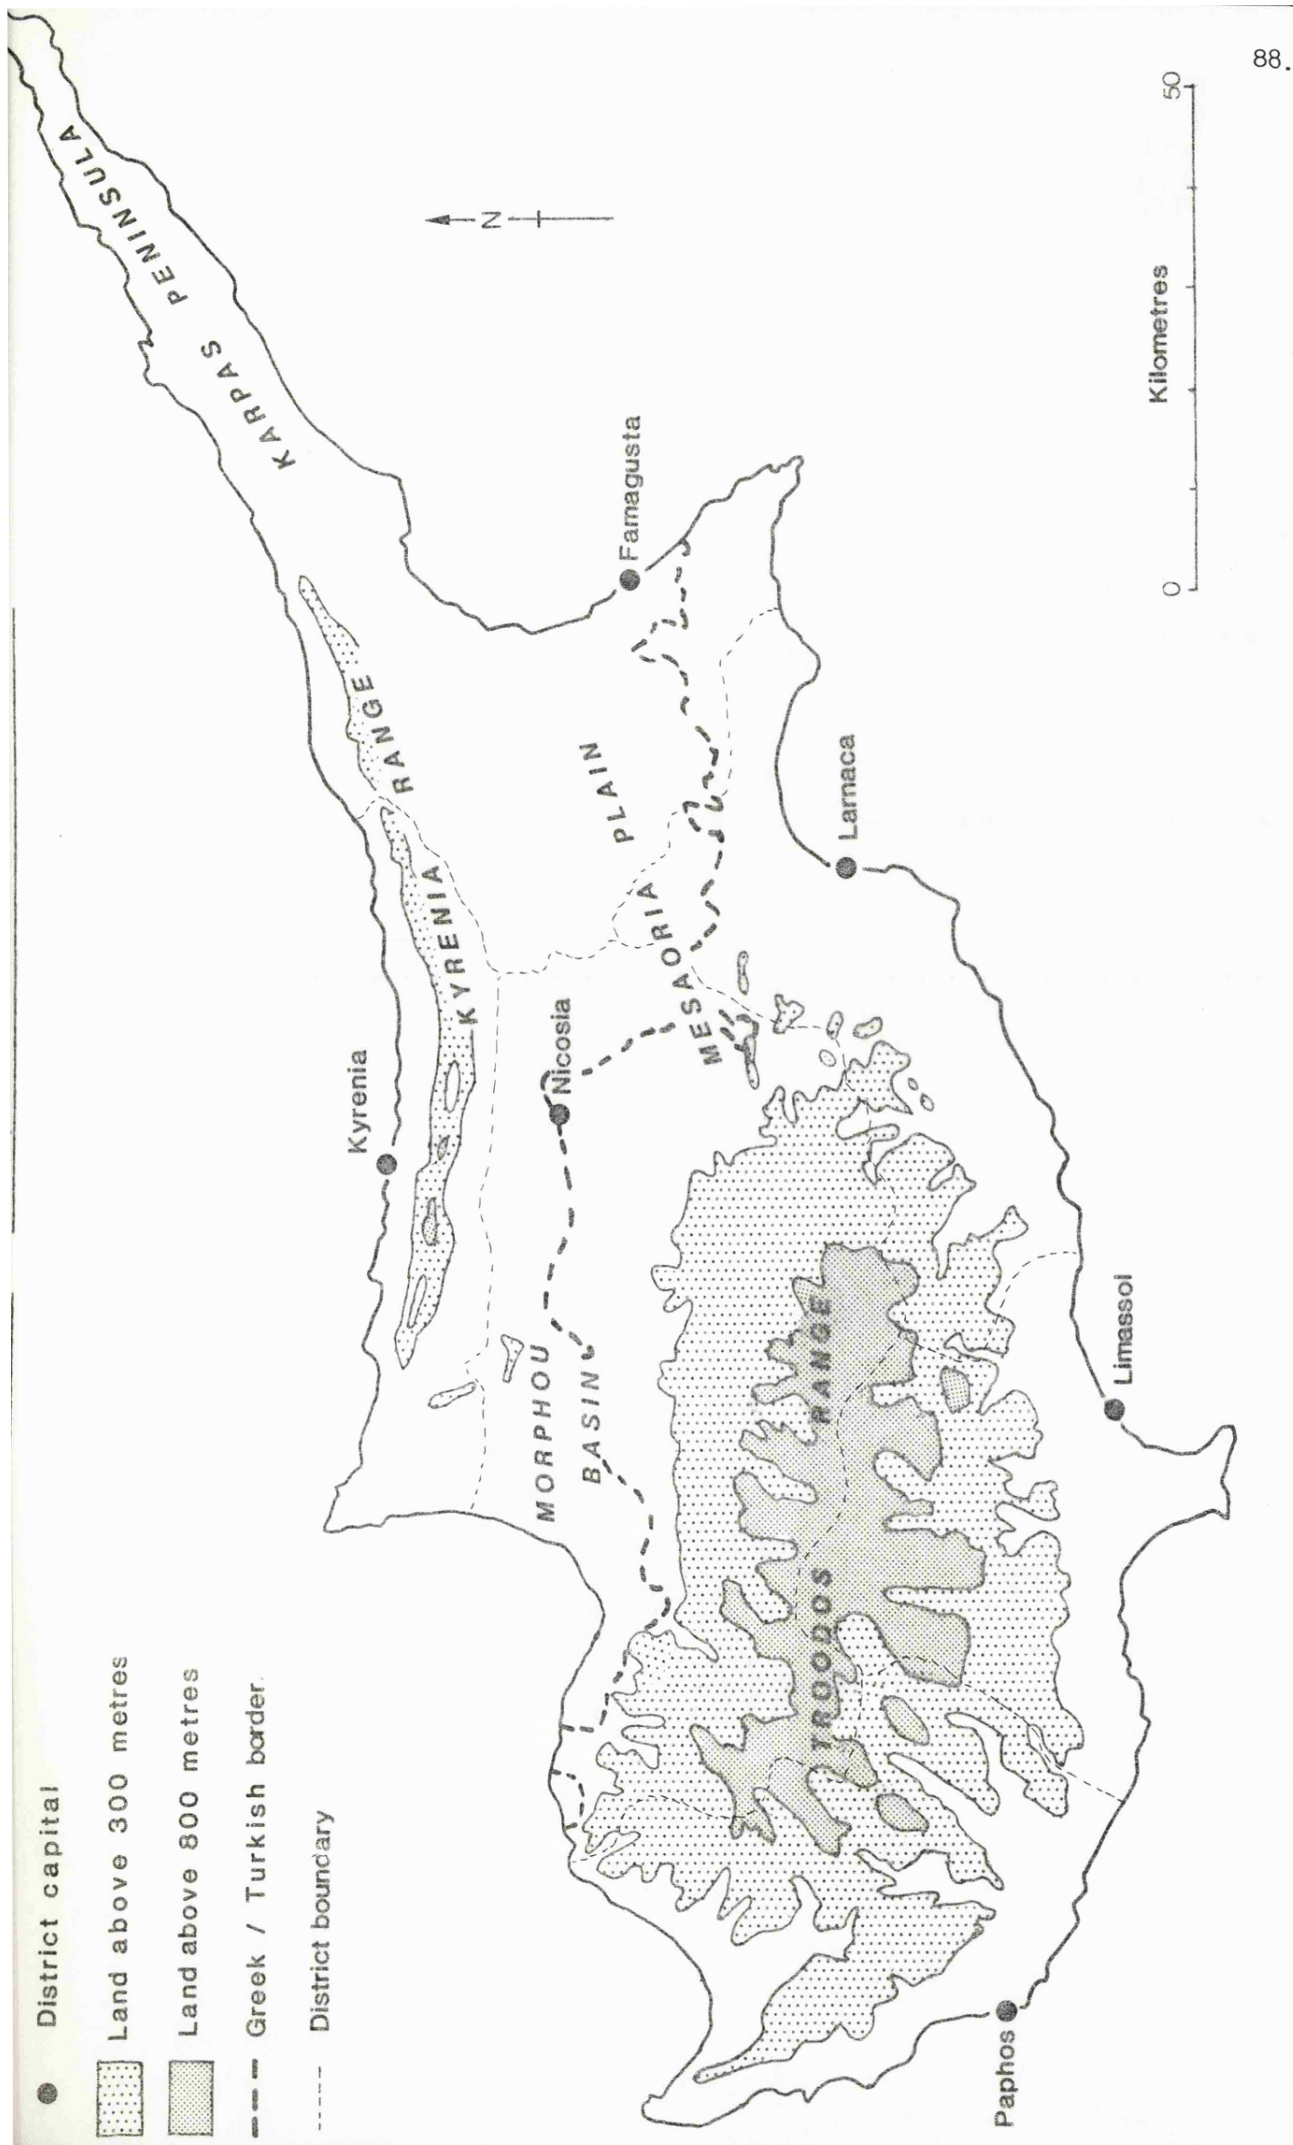 88.
District capital
Land above 300 metres
Land above 800 metres
Greek / Turkish border
District boundary
KARPAS PENINSULA
N
Kyrenia
KYRENIA RANGE
Famagusta
Nicosia
MESAORIA PLAIN
MORPHOU
BASIN
Larnaca
TROODOS RANGE
Limassol
Paphos
Kilometres
0 50